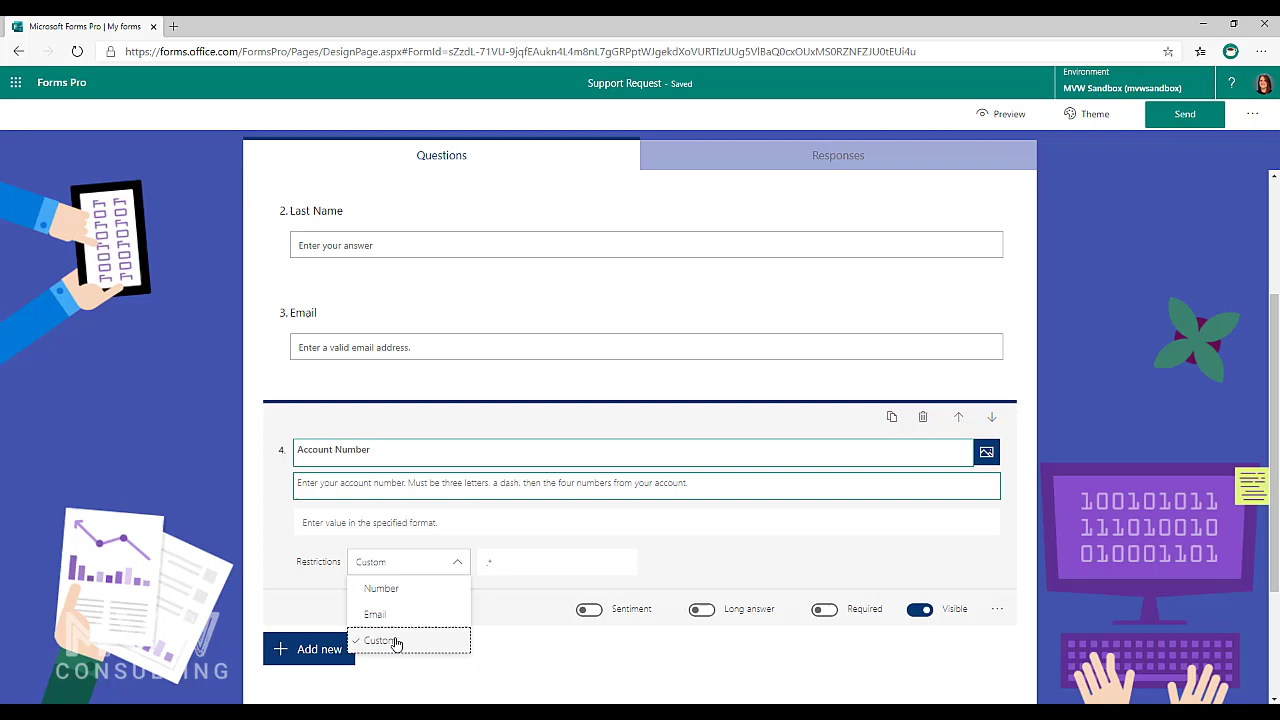 Microsoft Forms Pro | My forms
https://forms.office.com/FormsPro/Pages/DesignPage.aspx#FormId=sZzdL-71VU-9jqfEAukn4L4m8nL7gGRPptWJgekdXoVURTIzUUg5VlBaQ0cxOUxMS0RZNFZJU0tEUi4u
Forms Pro
Support Request - Saved
Environment
MVW Sandbox (mvwsandbox)
?
Preview
Theme
Send
Questions
Responses
2. Last Name
Enter your answer
3. Email
Enter a valid email address.
4. Account Number
Enter your account number. Must be three letters, a dash, then the four numbers from your account.
Enter value in the specified format.
Restrictions
Custom
.*
Number
Email
Custom
Sentiment
Long answer
Required
Visible
Add new
CONSULTING
100101011
111010010
010001101